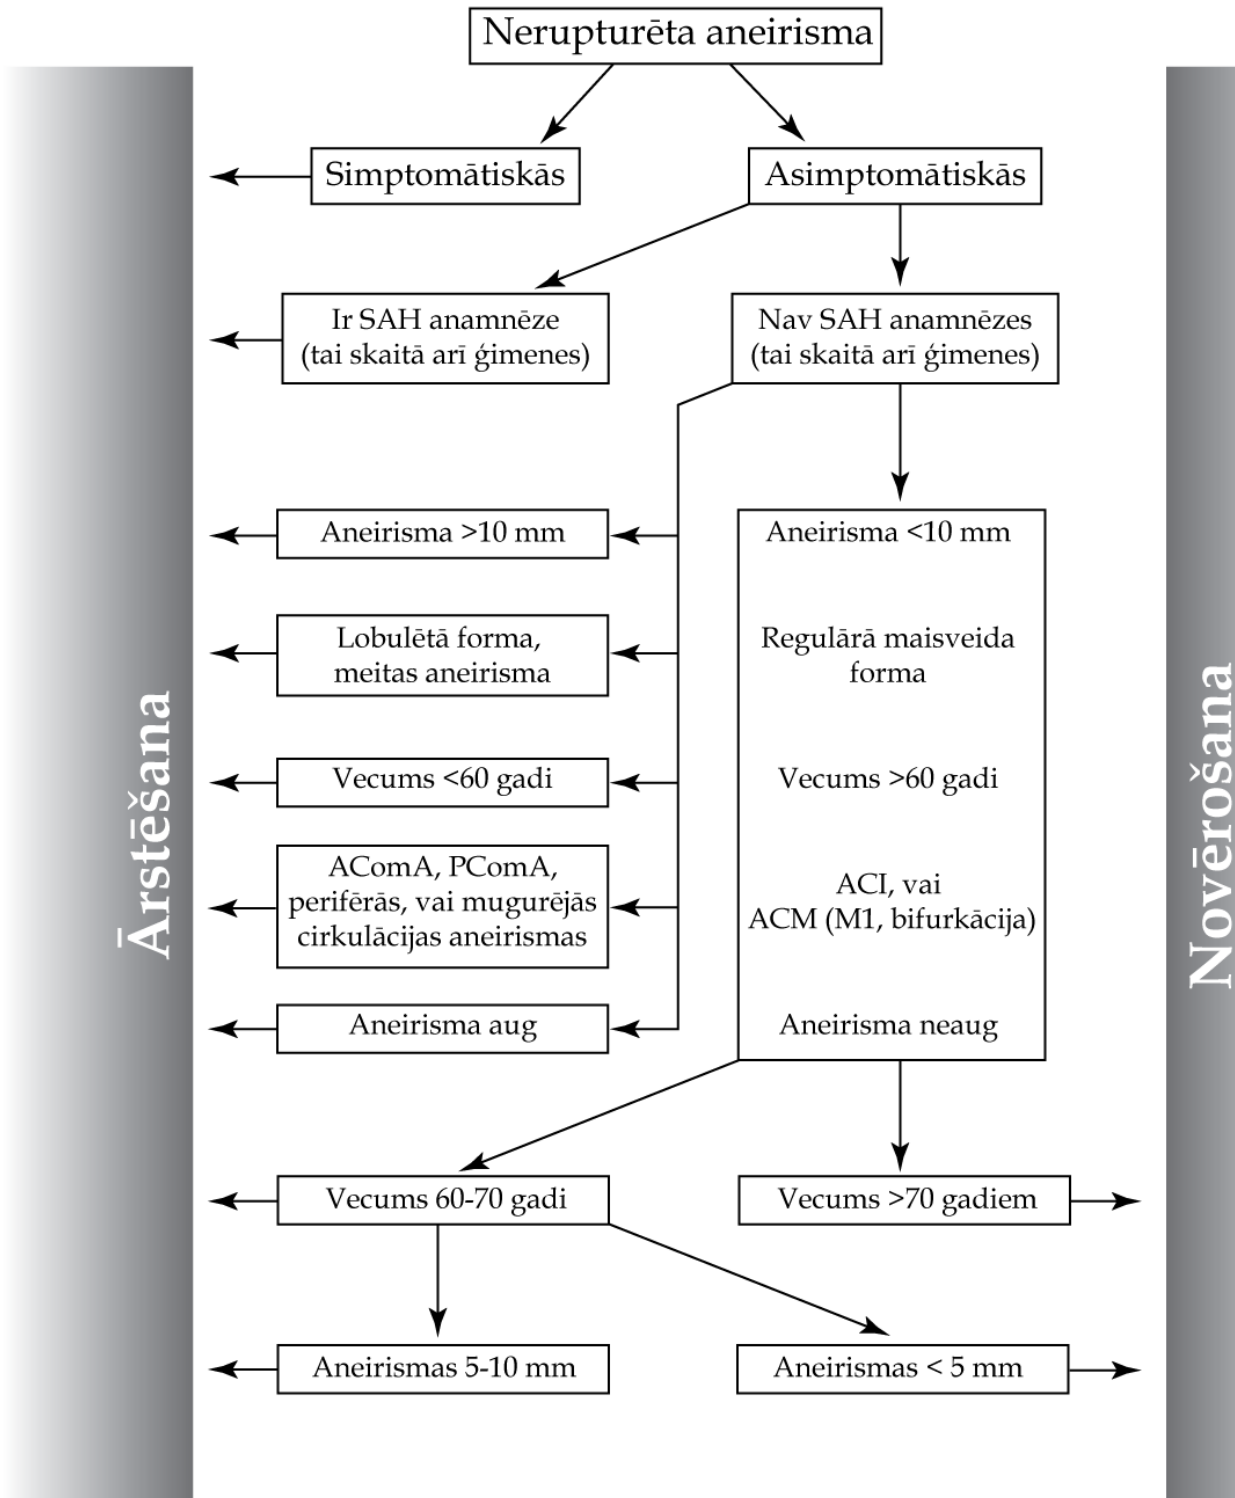 Nerupturēta aneirisma
Simptomātiskās
Asimptomātiskās
Ir SAH anamnēze
(tai skaitā arī ģimenes)
Nav SAH anamnēzes
(tai skaitā arī ģimenes)
Aneirisma >10 mm
Aneirisma <10 mm
Lobulētā forma,
meitas aneirisma
Regulārā maisveida
forma
Vecums <60 gadi
Vecums >60 gadi
AComA, PComA,
perifērās, vai mugurējās
cirkulācijas aneirismas
ACI, vai
ACM (M1, bifurkācija)
Aneirisma aug
Aneirisma neaug
Vecums 60-70 gadi
Vecums >70 gadiem
Aneirismas 5-10 mm
Aneirismas < 5 mm
Ārstēšana
Novērošana